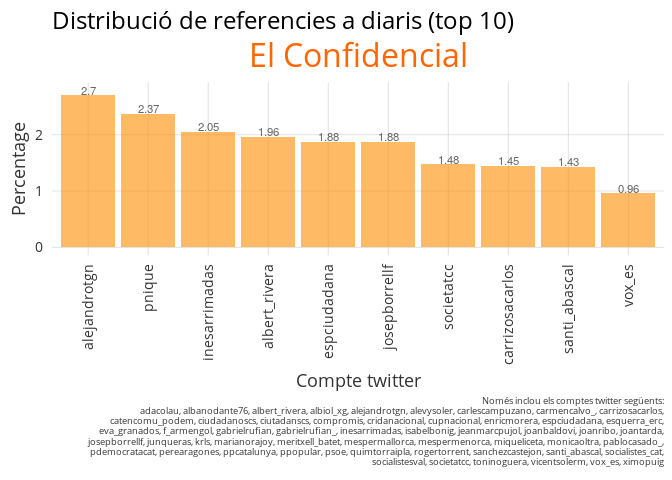 Distribució de referencies a diaris (top 10)
El Confidencial
Percentage
2
1
0
2.7
2.37
2.05
1.96
1.88
1.88
1.48
1.45
1.43
0.96
alejandrotgn
pnique
inesarrimadas
albert_rivera
espciudadana
josepborrellf
societatcc
carrizosacarlos
santi_abascal
vox_es
Compte twitter
Només inclou els comptes twitter següents:
adacolau, albanodante76, albert_rivera, albiol_xg, alejandrotgn, alevysoler, carlescampuzano, carmencalvo_, carrizosacarlos,
catencomu_podem, ciudadanoscs, ciutadanscs, compromis, cridanacional, cupnacional, enricmorera, espciudadana, esquerra_erc,
eva_granados, f_armengol, gabrielrufian, gabrielrufian_, inesarrimadas, isabelbonig, jeanmarcpujol, joanbaldovi, joanribo, joantarda,
josepborrellf, junqueras, krls, marianorajoy, meritxell_batet, mespermallorca, mespermenorca, miqueliceta, monicaoltra, pablocasado_,
pdemocratacat, perearagones, ppcatalunya, ppopular, psoe, quimtorraipla, rogertorrent, sanchezcastejon, santi_abascal, socialistes_cat,
socialistesval, societatcc, toninoguera, vicentsolerm, vox_es, ximopuig